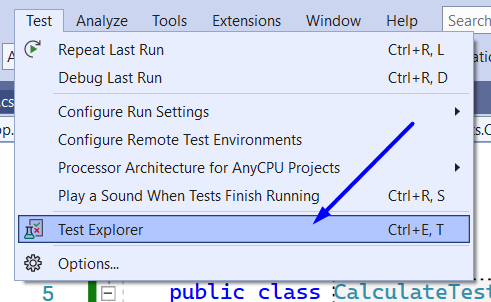 Test Analyze Tools Extensions Window Help Search
Repeat Last Run Ctrl+R, L
Debug Last Run Ctrl+R, D
Configure Run Settings
Configure Remote Test Environments
Processor Architecture for AnyCPU Projects
Play a Sound When Tests Finish Running Ctrl+R, S
Test Explorer Ctrl+E, T
Options...
5 public class CalculateTest